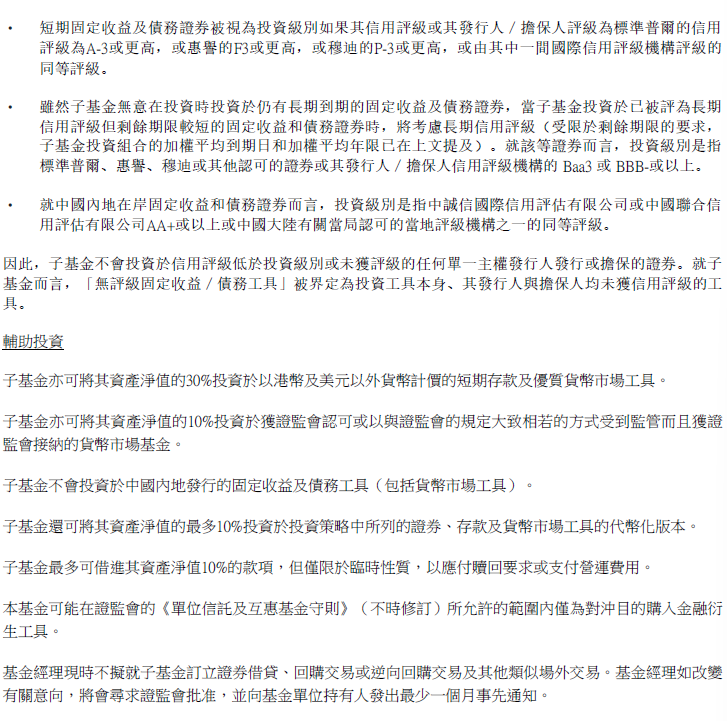 • 短期固定收益及債務證券被視為投資級別如果其信用評級或其發行人／擔保人評級為標準普爾的信用
評級為A-3或更高，或惠譽的F3或更高，或穆迪的P-3或更高，或由其中一間國際信用評級機構評級的
同等評級。
• 雖然子基金無意在投資時投資於仍有長期到期的固定收益及債務證券，當子基金投資於已被評為長期
信用評級但剩餘期限較短的固定收益和債務證券時，將考慮長期信用評級（受限於剩餘期限的要求，
子基金投資組合的加權平均到期日和加權平均年限已在上文提及）。就該等證券而言，投資級別是指
標準普爾、惠譽、穆迪或其他認可的證券或其發行人／擔保人信用評級機構的 Baa3 或 BBB-或以上。
• 就中國內地在岸固定收益和債務證券而言，投資級別是指中誠信國際信用評估有限公司或中國聯合信
用評估有限公司AA+或以上或中國大陸有關當局認可的當地評級機構之一的同等評級。
因此，子基金不會投資於信用評級低於投資級別或未獲評級的任何單一主權發行人發行或擔保的證券。就子
基金而言，「無評級固定收益／債務工具」被界定為投資工具本身、其發行人與擔保人均未獲信用評級的工
具。
輔助投資
子基金亦可將其資產淨值的30%投資於以港幣及美元以外貨幣計價的短期存款及優質貨幣市場工具。
子基金亦可將其資產淨值的10%投資於獲證監會認可或以與證監會的規定大致相若的方式受到監管而且獲證
監會接納的貨幣市場基金。
子基金不會投資於中國內地發行的固定收益及債務工具（包括貨幣市場工具）。
子基金還可將其資產淨值的最多10%投資於投資策略中所列的證券、存款及貨幣市場工具的代幣化版本。
子基金最多可借進其資產淨值10%的款項，但僅限於臨時性質，以應付贖回要求或支付營運費用。
本基金可能在證監會的《單位信託及互惠基金守則》（不時修訂）所允許的範圍內僅為對沖目的購入金融衍
生工具。
基金經理現時不擬就子基金訂立證券借貸、回購交易或逆向回購交易及其他類似場外交易。基金經理如改變
有關意向，將會尋求證監會批准，並向基金單位持有人發出最少一個月事先通知。